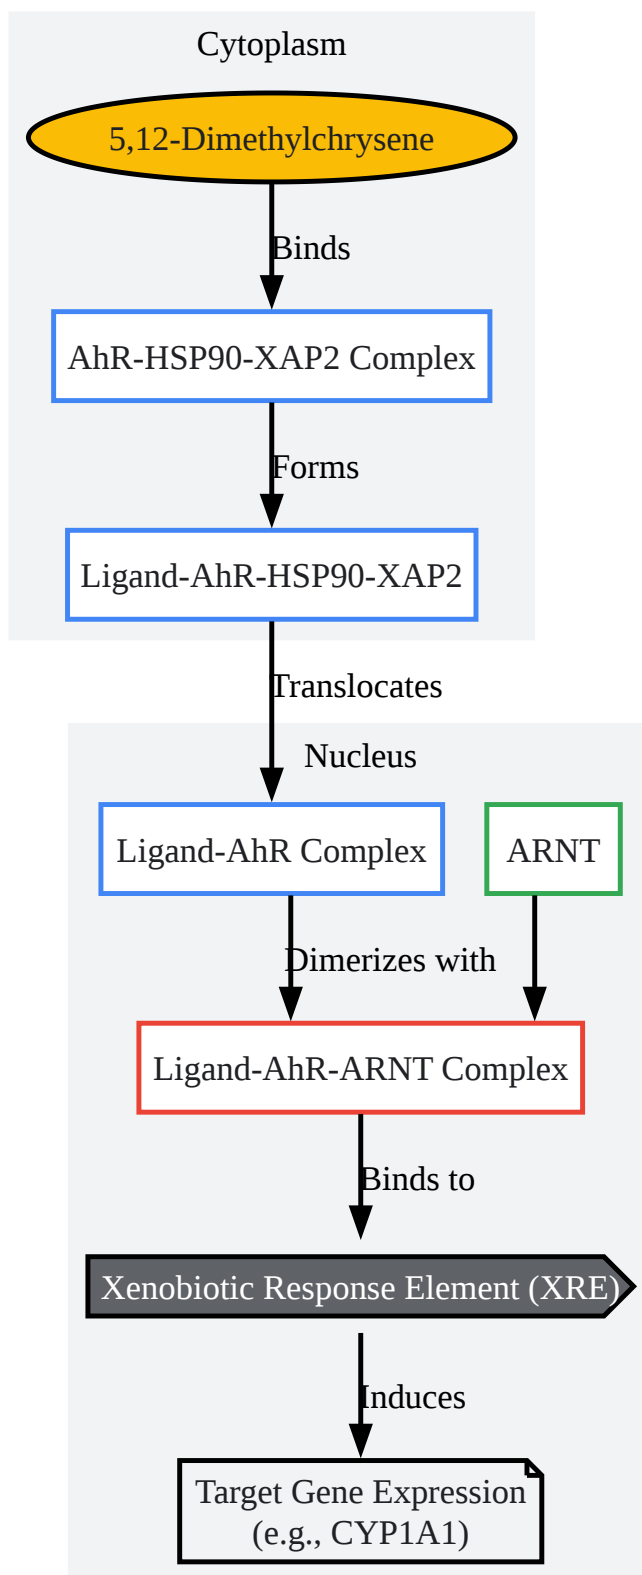 Cytoplasm
5,12-Dimethylchrysene
Binds
AhR-HSP90-XAP2 Complex
Forms
Ligand-AhR-HSP90-XAP2
Translocates
Nucleus
Ligand-AhR Complex
ARNT
Dimerizes with
Ligand-AhR-ARNT Complex
Binds to
Xenobiotic Response Element (XRE)
Induces
Target Gene Expression
(e.g., CYP1A1)